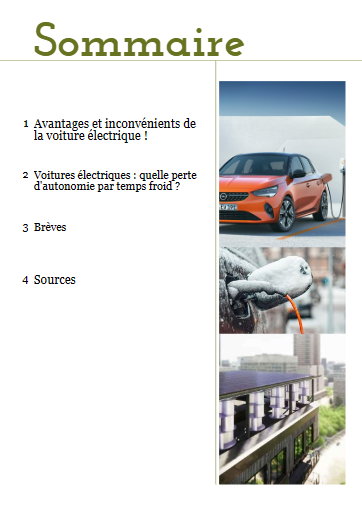 Sommaire
1 Avantages et inconvénients de
la voiture électrique !
2 Voitures électriques : quelle perte
d'autonomie par temps froid ?
3 Brèves
4 Sources